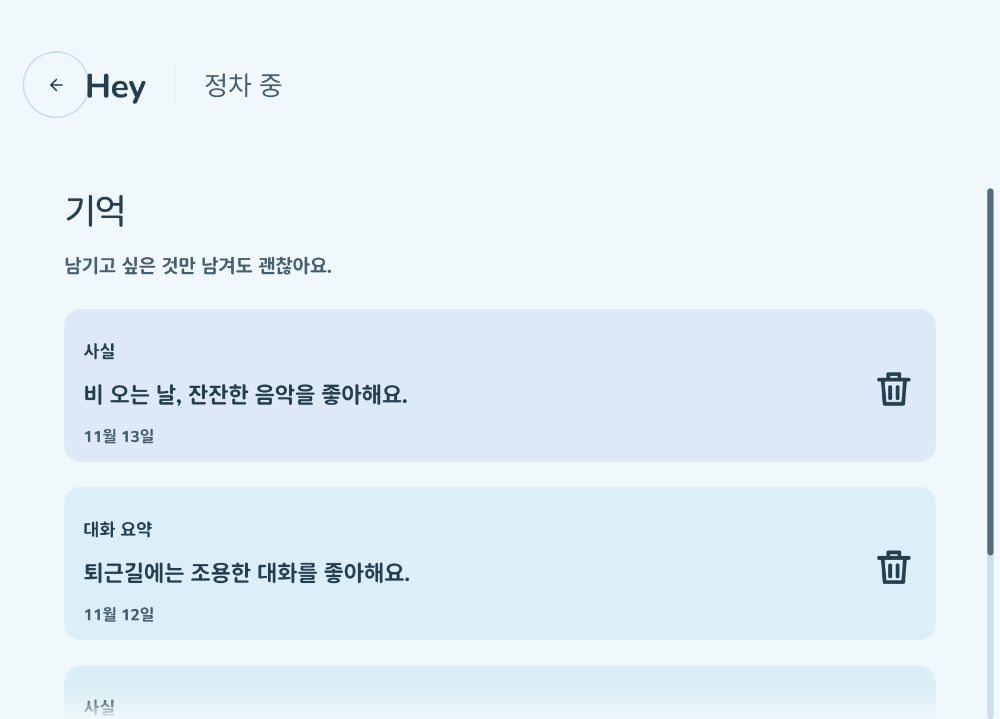 Hey
정차 중
기억
남기고 싶은 것만 남겨도 괜찮아요.
사실
비 오는 날, 잔잔한 음악을 좋아해요.
11월 13일
대화 요약
퇴근길에는 조용한 대화를 좋아해요.
11월 12일
사실